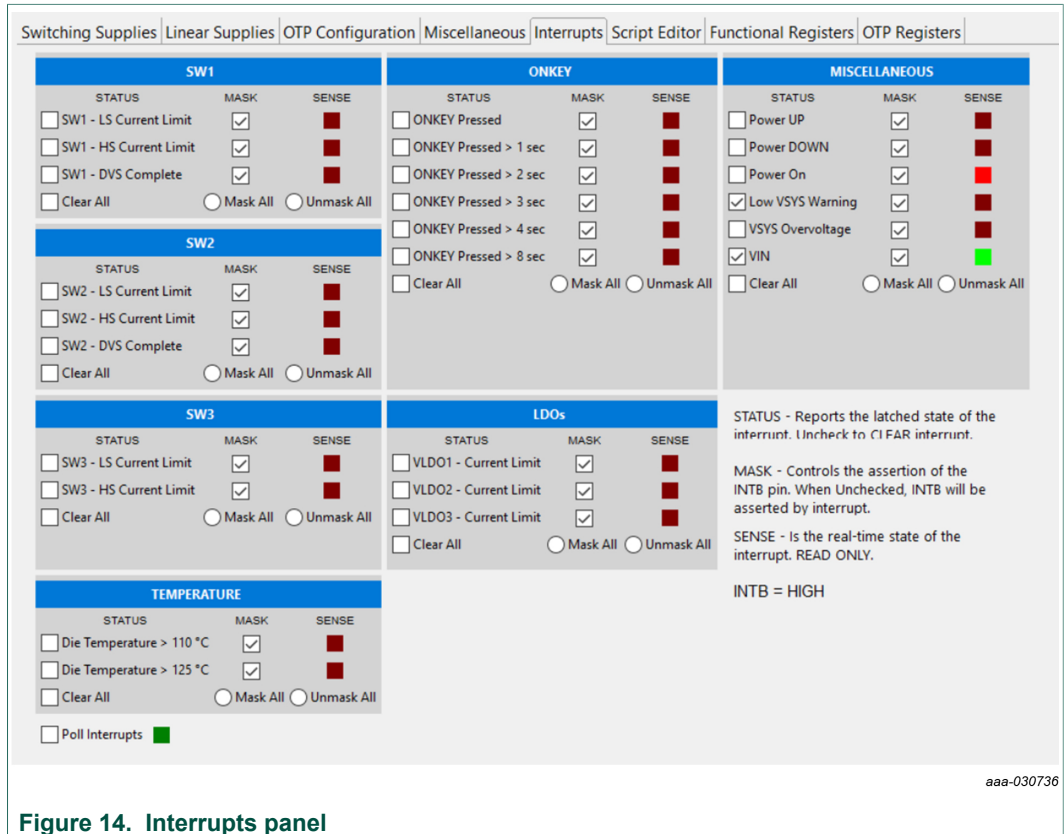 Switching Supplies Linear Supplies OTP Configuration Miscellaneous Interrupts Script Editor Functional Registers OTP Registers
SW1
STATUS MASK SENSE
SW1 - LS Current Limit
SW1 - HS Current Limit
SW1 - DVS Complete
Clear All Mask All Unmask All
SW2
STATUS MASK SENSE
SW2 - LS Current Limit
SW2 - HS Current Limit
SW2 - DVS Complete
Clear All Mask All Unmask All
SW3
STATUS MASK SENSE
SW3 - LS Current Limit
SW3 - HS Current Limit
Clear All Mask All Unmask All
TEMPERATURE
STATUS MASK SENSE
Die Temperature > 110 °C
Die Temperature > 125 °C
Clear All Mask All Unmask All
Poll Interrupts
ONKEY
STATUS MASK SENSE
ONKEY Pressed
ONKEY Pressed > 1 sec
ONKEY Pressed > 2 sec
ONKEY Pressed > 3 sec
ONKEY Pressed > 4 sec
ONKEY Pressed > 8 sec
Clear All Mask All Unmask All
LDOs
STATUS MASK SENSE
VLDO1 - Current Limit
VLDO2 - Current Limit
VLDO3 - Current Limit
Clear All Mask All Unmask All
MISCELLANEOUS
STATUS MASK SENSE
Power UP
Power DOWN
Power On
Low VSYS Warning
VSYS Overvoltage
VIN
Clear All Mask All Unmask All
STATUS - Reports the latched state of the
interrupt. Uncheck to CLEAR interrupt.
MASK - Controls the assertion of the
INTB pin. When Unchecked, INTB will be
asserted by interrupt.
SENSE - Is the real-time state of the
interrupt. READ ONLY.
INTB = HIGH
aaa-030736
Figure 14. Interrupts panel